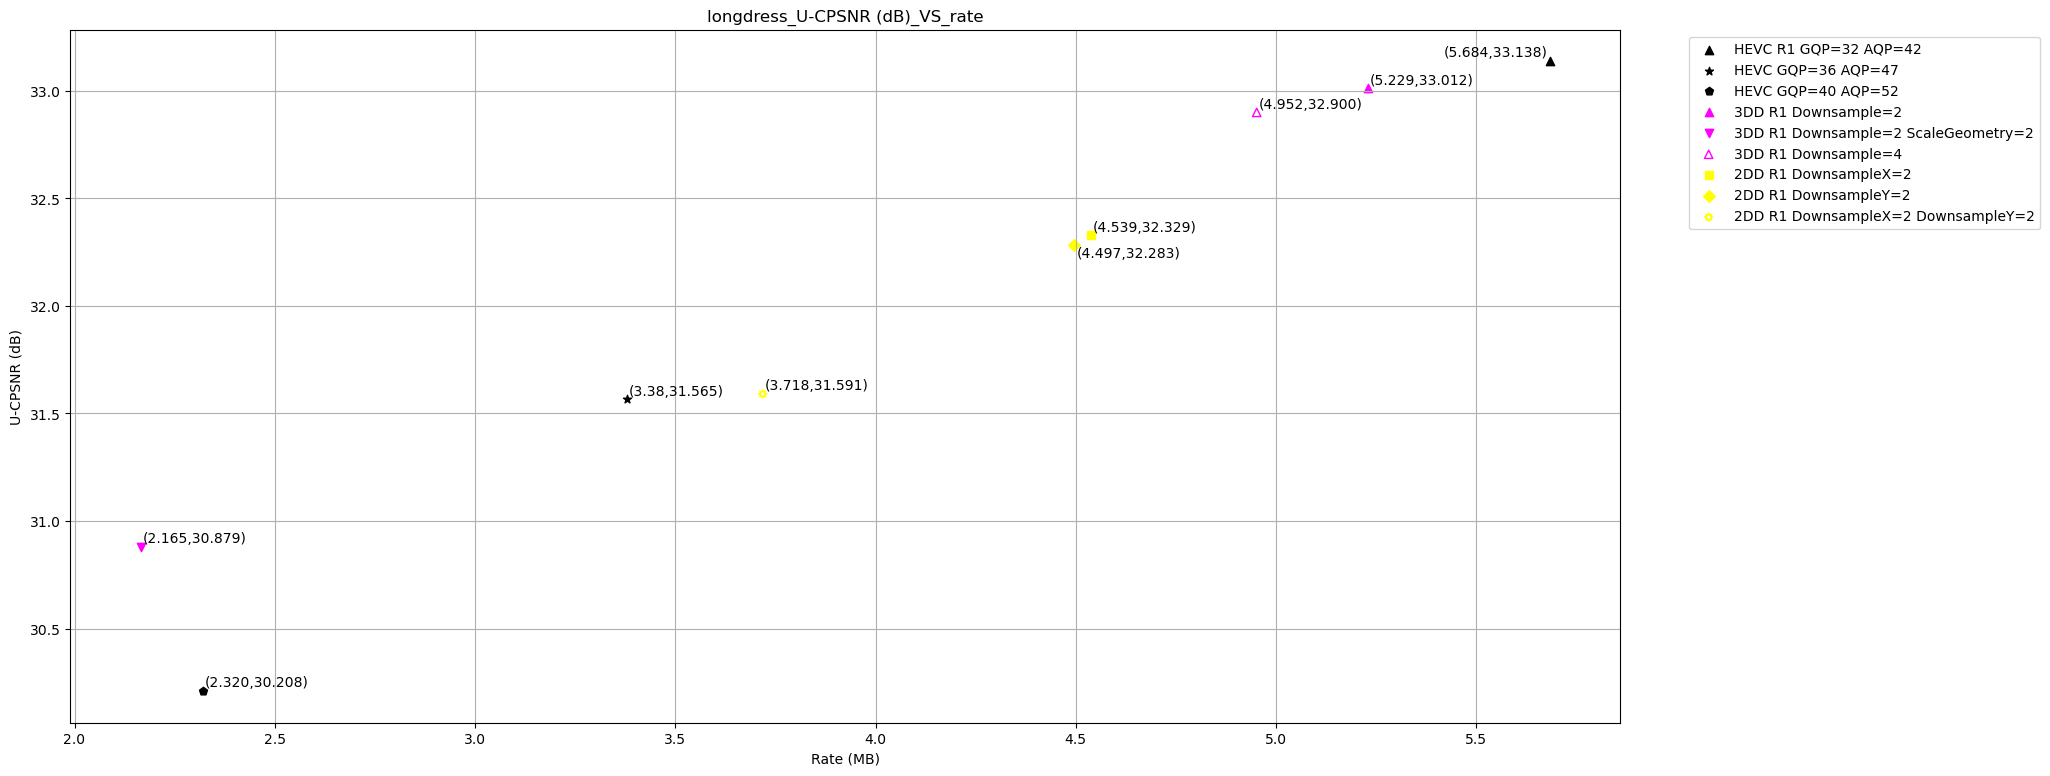 longdress_U-CPSNR (dB)_VS_rate
(5.684,33.138)
(5.229,33.012)
(4.952,32.900)
(4.539,32.329)
(4.497,32.283)
(3.38,31.565)
(3.718,31.591)
(2.165,30.879)
(2.320,30.208)
U-CPSNR (dB)
33.0
32.5
32.0
31.5
31.0
30.5
2.0 2.5 3.0 3.5 4.0 4.5 5.0 5.5
Rate (MB)
HEVC R1 GQP=32 AQP=42
HEVC GQP=36 AQP=47
HEVC GQP=40 AQP=52
3DD R1 Downsample=2
3DD R1 Downsample=2 ScaleGeometry=2
3DD R1 Downsample=4
2DD R1 DownsampleX=2
2DD R1 DownsampleY=2
2DD R1 DownsampleX=2 DownsampleY=2